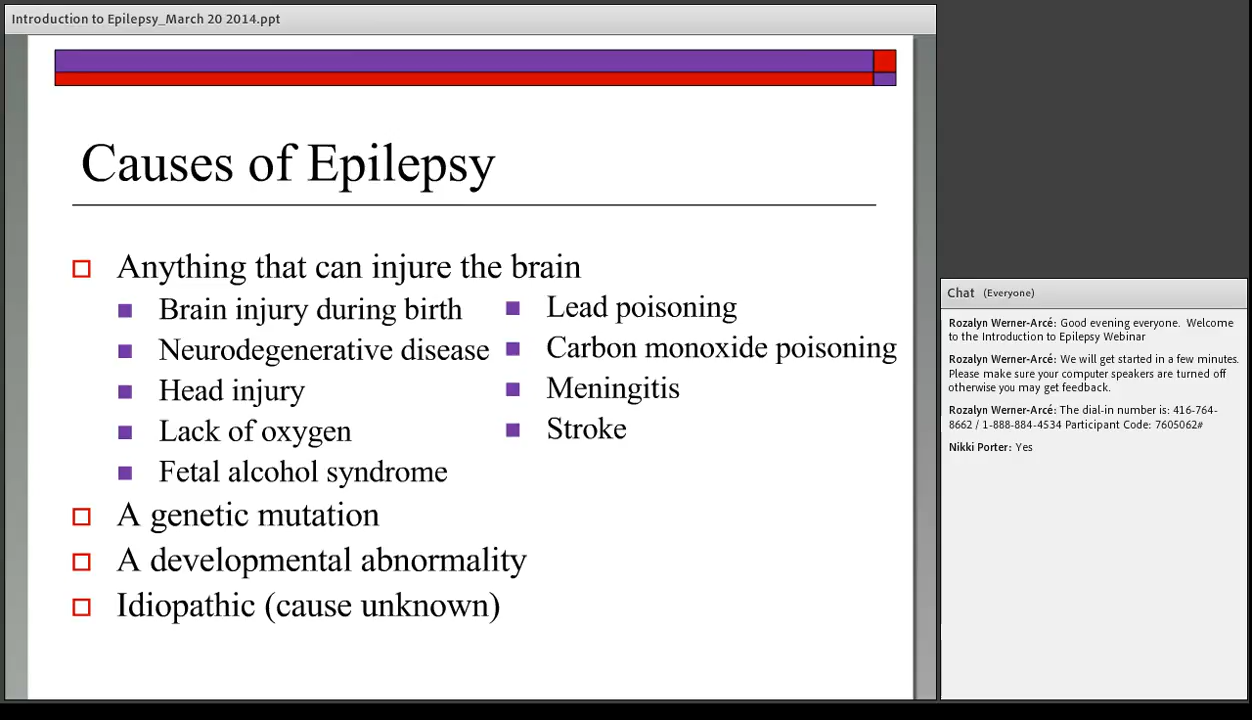 Introduction to Epilepsy_March 20 2014.ppt
Causes of Epilepsy
Anything that can injure the brain
Brain injury during birth
Neurodegenerative disease
Head injury
Lack of oxygen
Fetal alcohol syndrome
Lead poisoning
Carbon monoxide poisoning
Meningitis
Stroke
A genetic mutation
A developmental abnormality
Idiopathic (cause unknown)
Chat (Everyone)
Rozalyn Werner-Arcé: Good evening everyone. Welcome
to the Introduction to Epilepsy Webinar
Rozalyn Werner-Arcé: We will get started in a few minutes.
Please make sure your computer speakers are turned off
otherwise you may get feedback.
Rozalyn Werner-Arcé: The dial-in number is: 416-764-
8662 / 1-888-884-4534 Participant Code: 7605062#
Nikki Porter: Yes